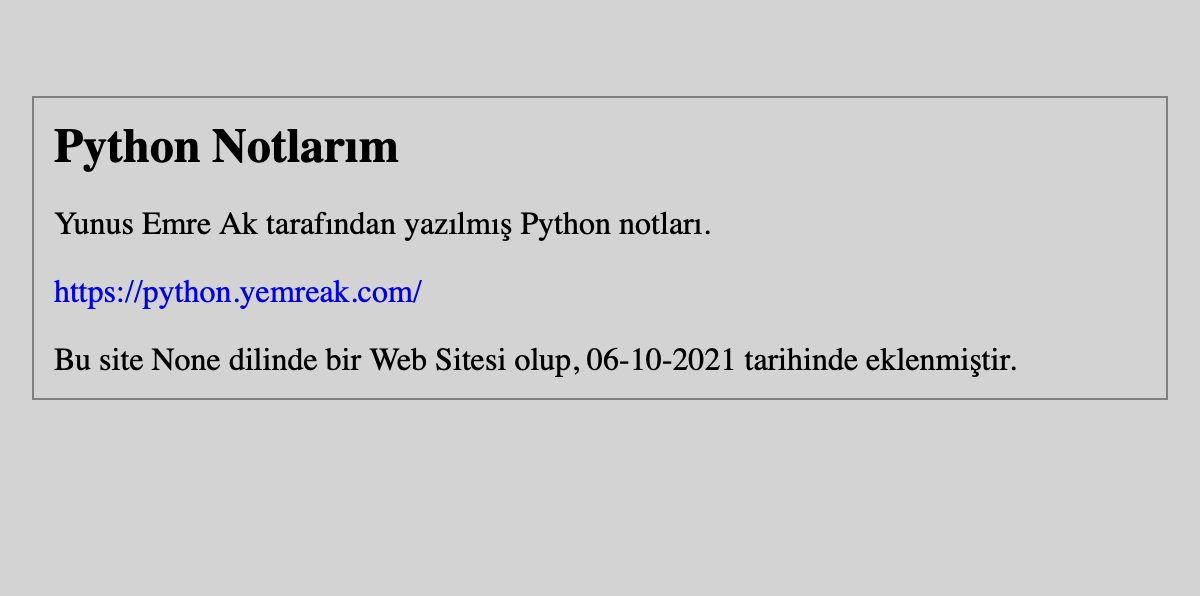 Python Notlarım
Yunus Emre Ak tarafından yazılmış Python notları.
https://python.yemreak.com/
Bu site None dilinde bir Web Sitesi olup, 06-10-2021 tarihinde eklenmiştir.